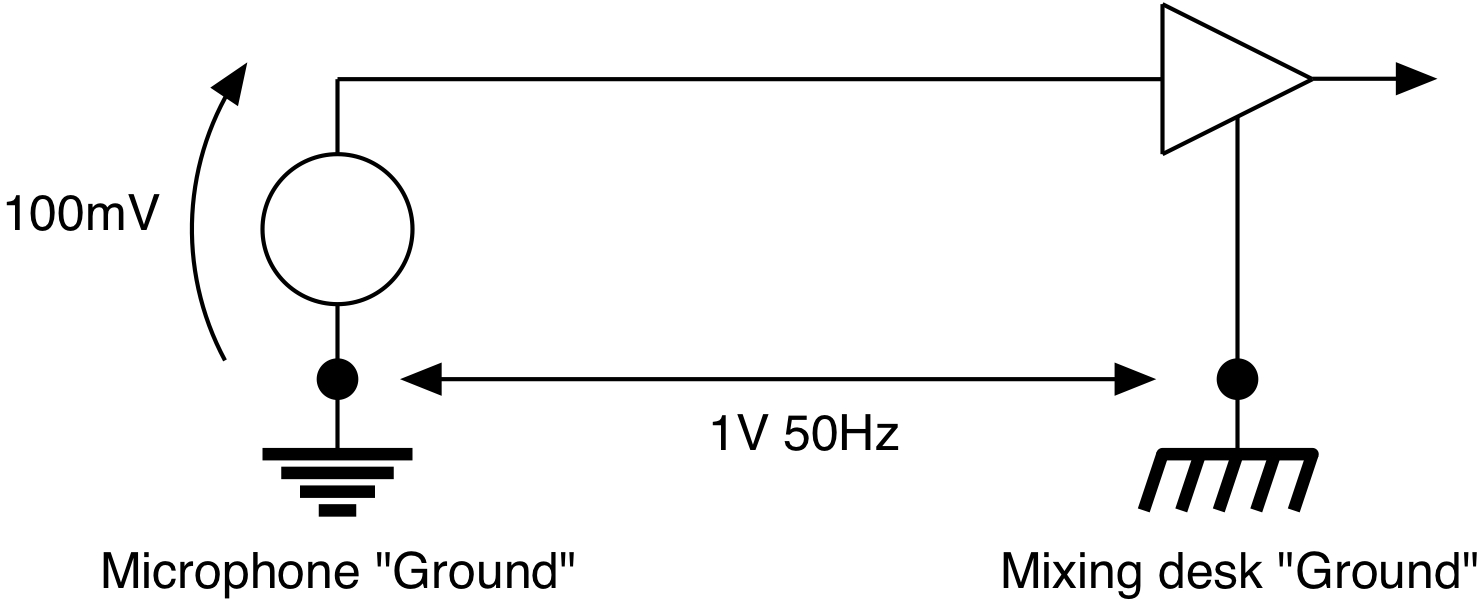 100mV
1V 50Hz
Microphone "Ground"
Mixing desk "Ground"